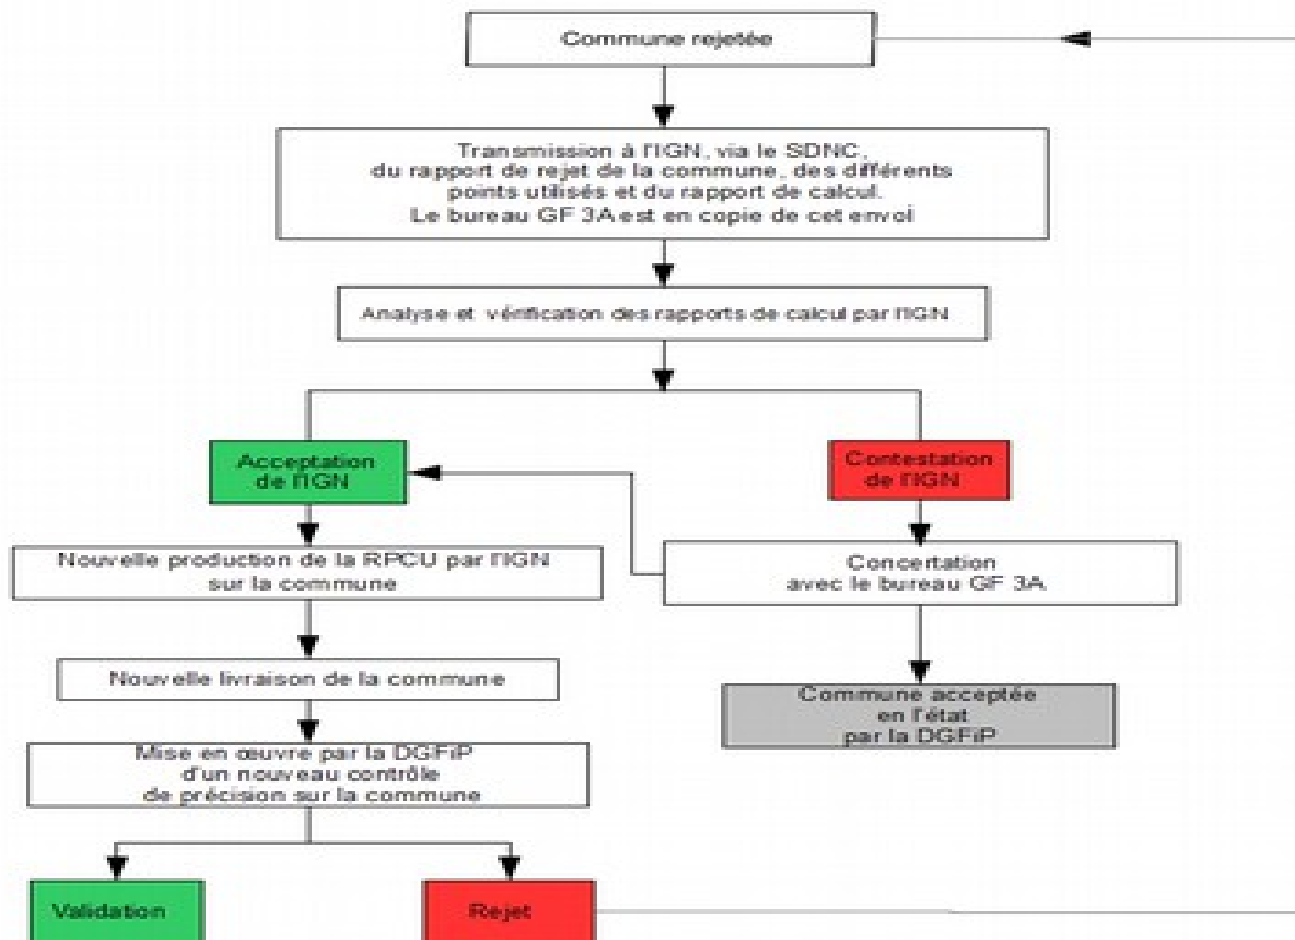 Commune rejetée
Transmission à l'IGN, via le SDNC,
du rapport de rejet de la commune, des différents
points utilisés et du rapport de calcul.
Le bureau GF 3A est en copie de cet envoi
Analyse et vérification des rapports de calcul par l'IGN
Acceptation
de l'IGN
Contestation
de l'IGN
Nouvelle production de la RPCU par l'IGN
sur la commune
Concertation
avec le bureau GF 3A
Nouvelle livraison de la commune
Commune acceptée
en l'état
par la DGFiP
Mise en œuvre par la DGFiP
d'un nouveau contrôle
de précision sur la commune
Validation
Rejet